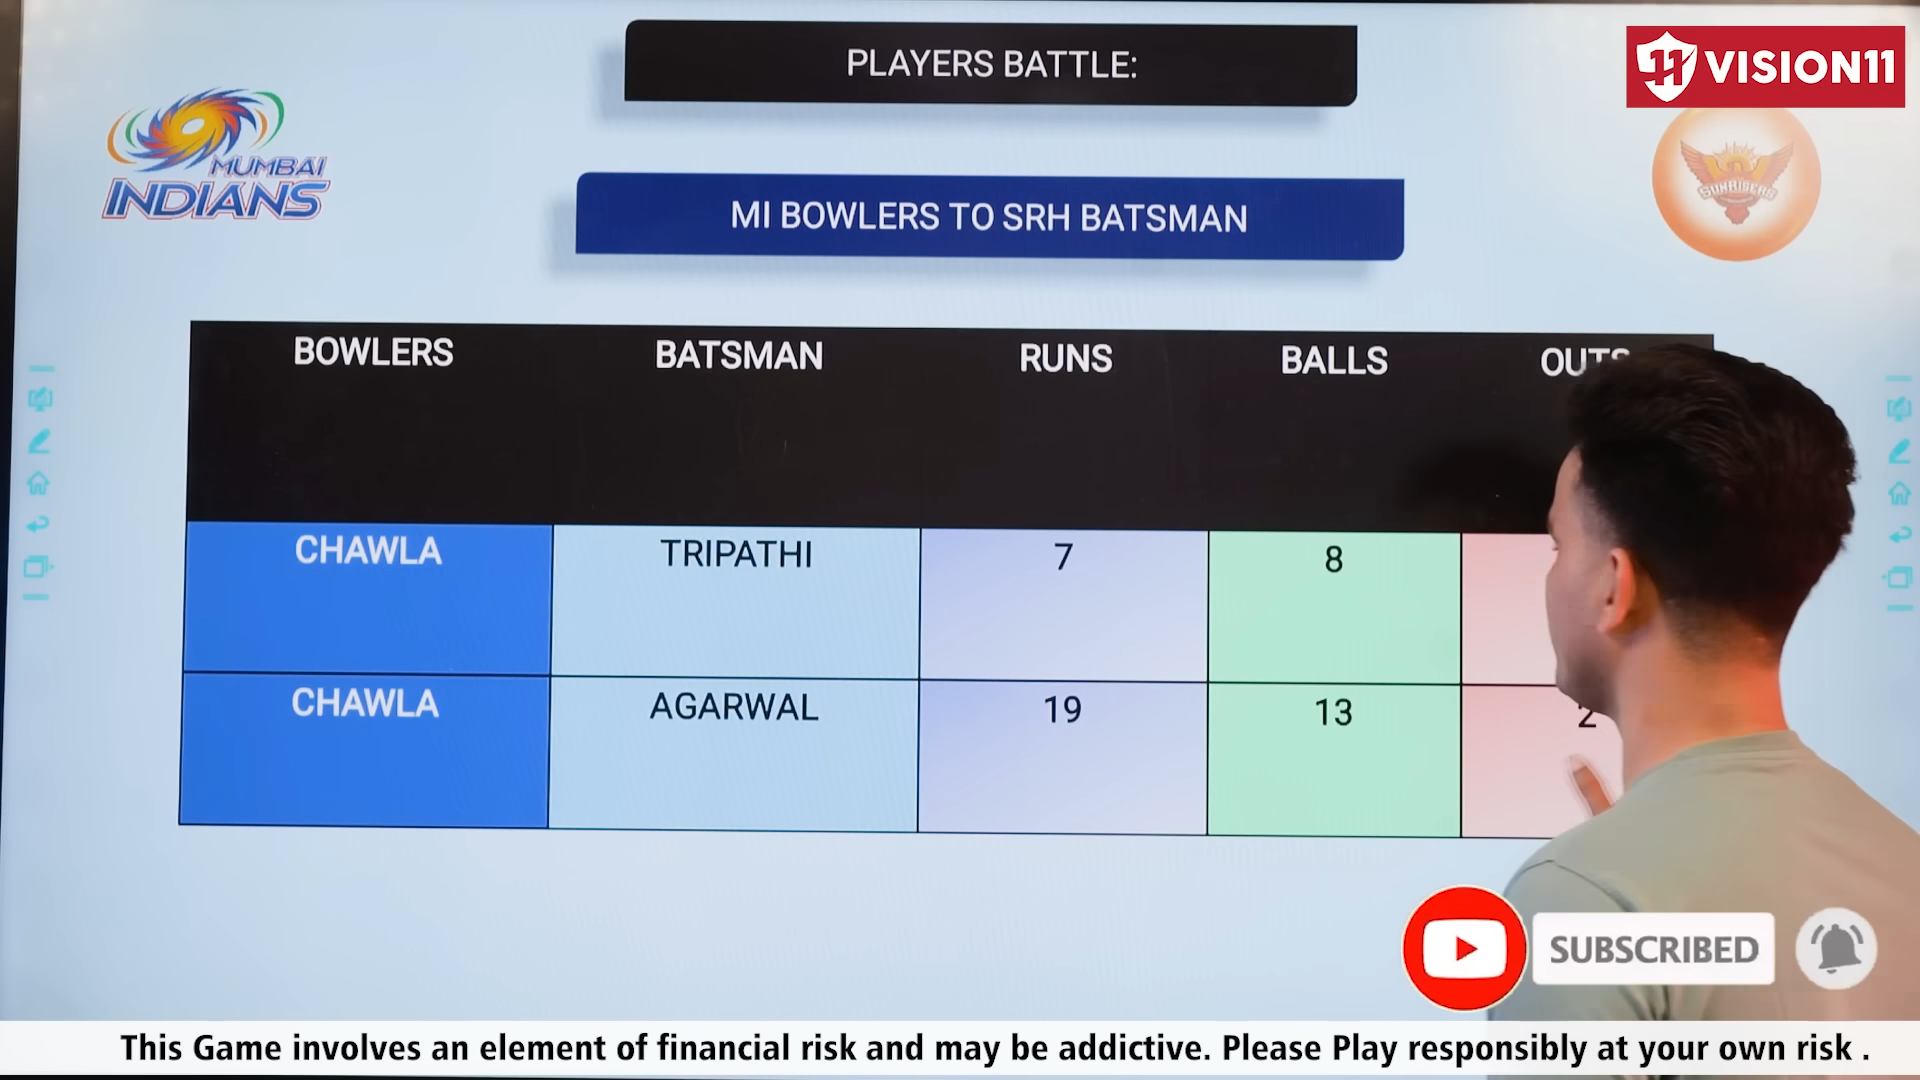 PLAYERS BATTLE:
VISION11
MUMBAI
INDIANS
SUNRISERS
MI BOWLERS TO SRH BATSMAN
BOWLERS BATSMAN RUNS BALLS OUTS
CHAWLA TRIPATHI 7 8
CHAWLA AGARWAL 19 13 2
SUBSCRIBED
This Game involves an element of financial risk and may be addictive. Please Play responsibly at your own risk .